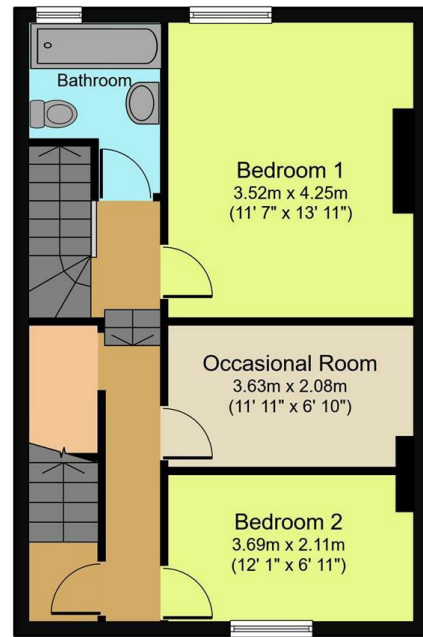 Bathroom
Bedroom 1
3.52m x 4.25m
(11' 7" x 13' 11")
Occasional Room
3.63m x 2.08m
(11' 11" x 6' 10")
Bedroom 2
3.69m x 2.11m
(12' 1" x 6' 11")